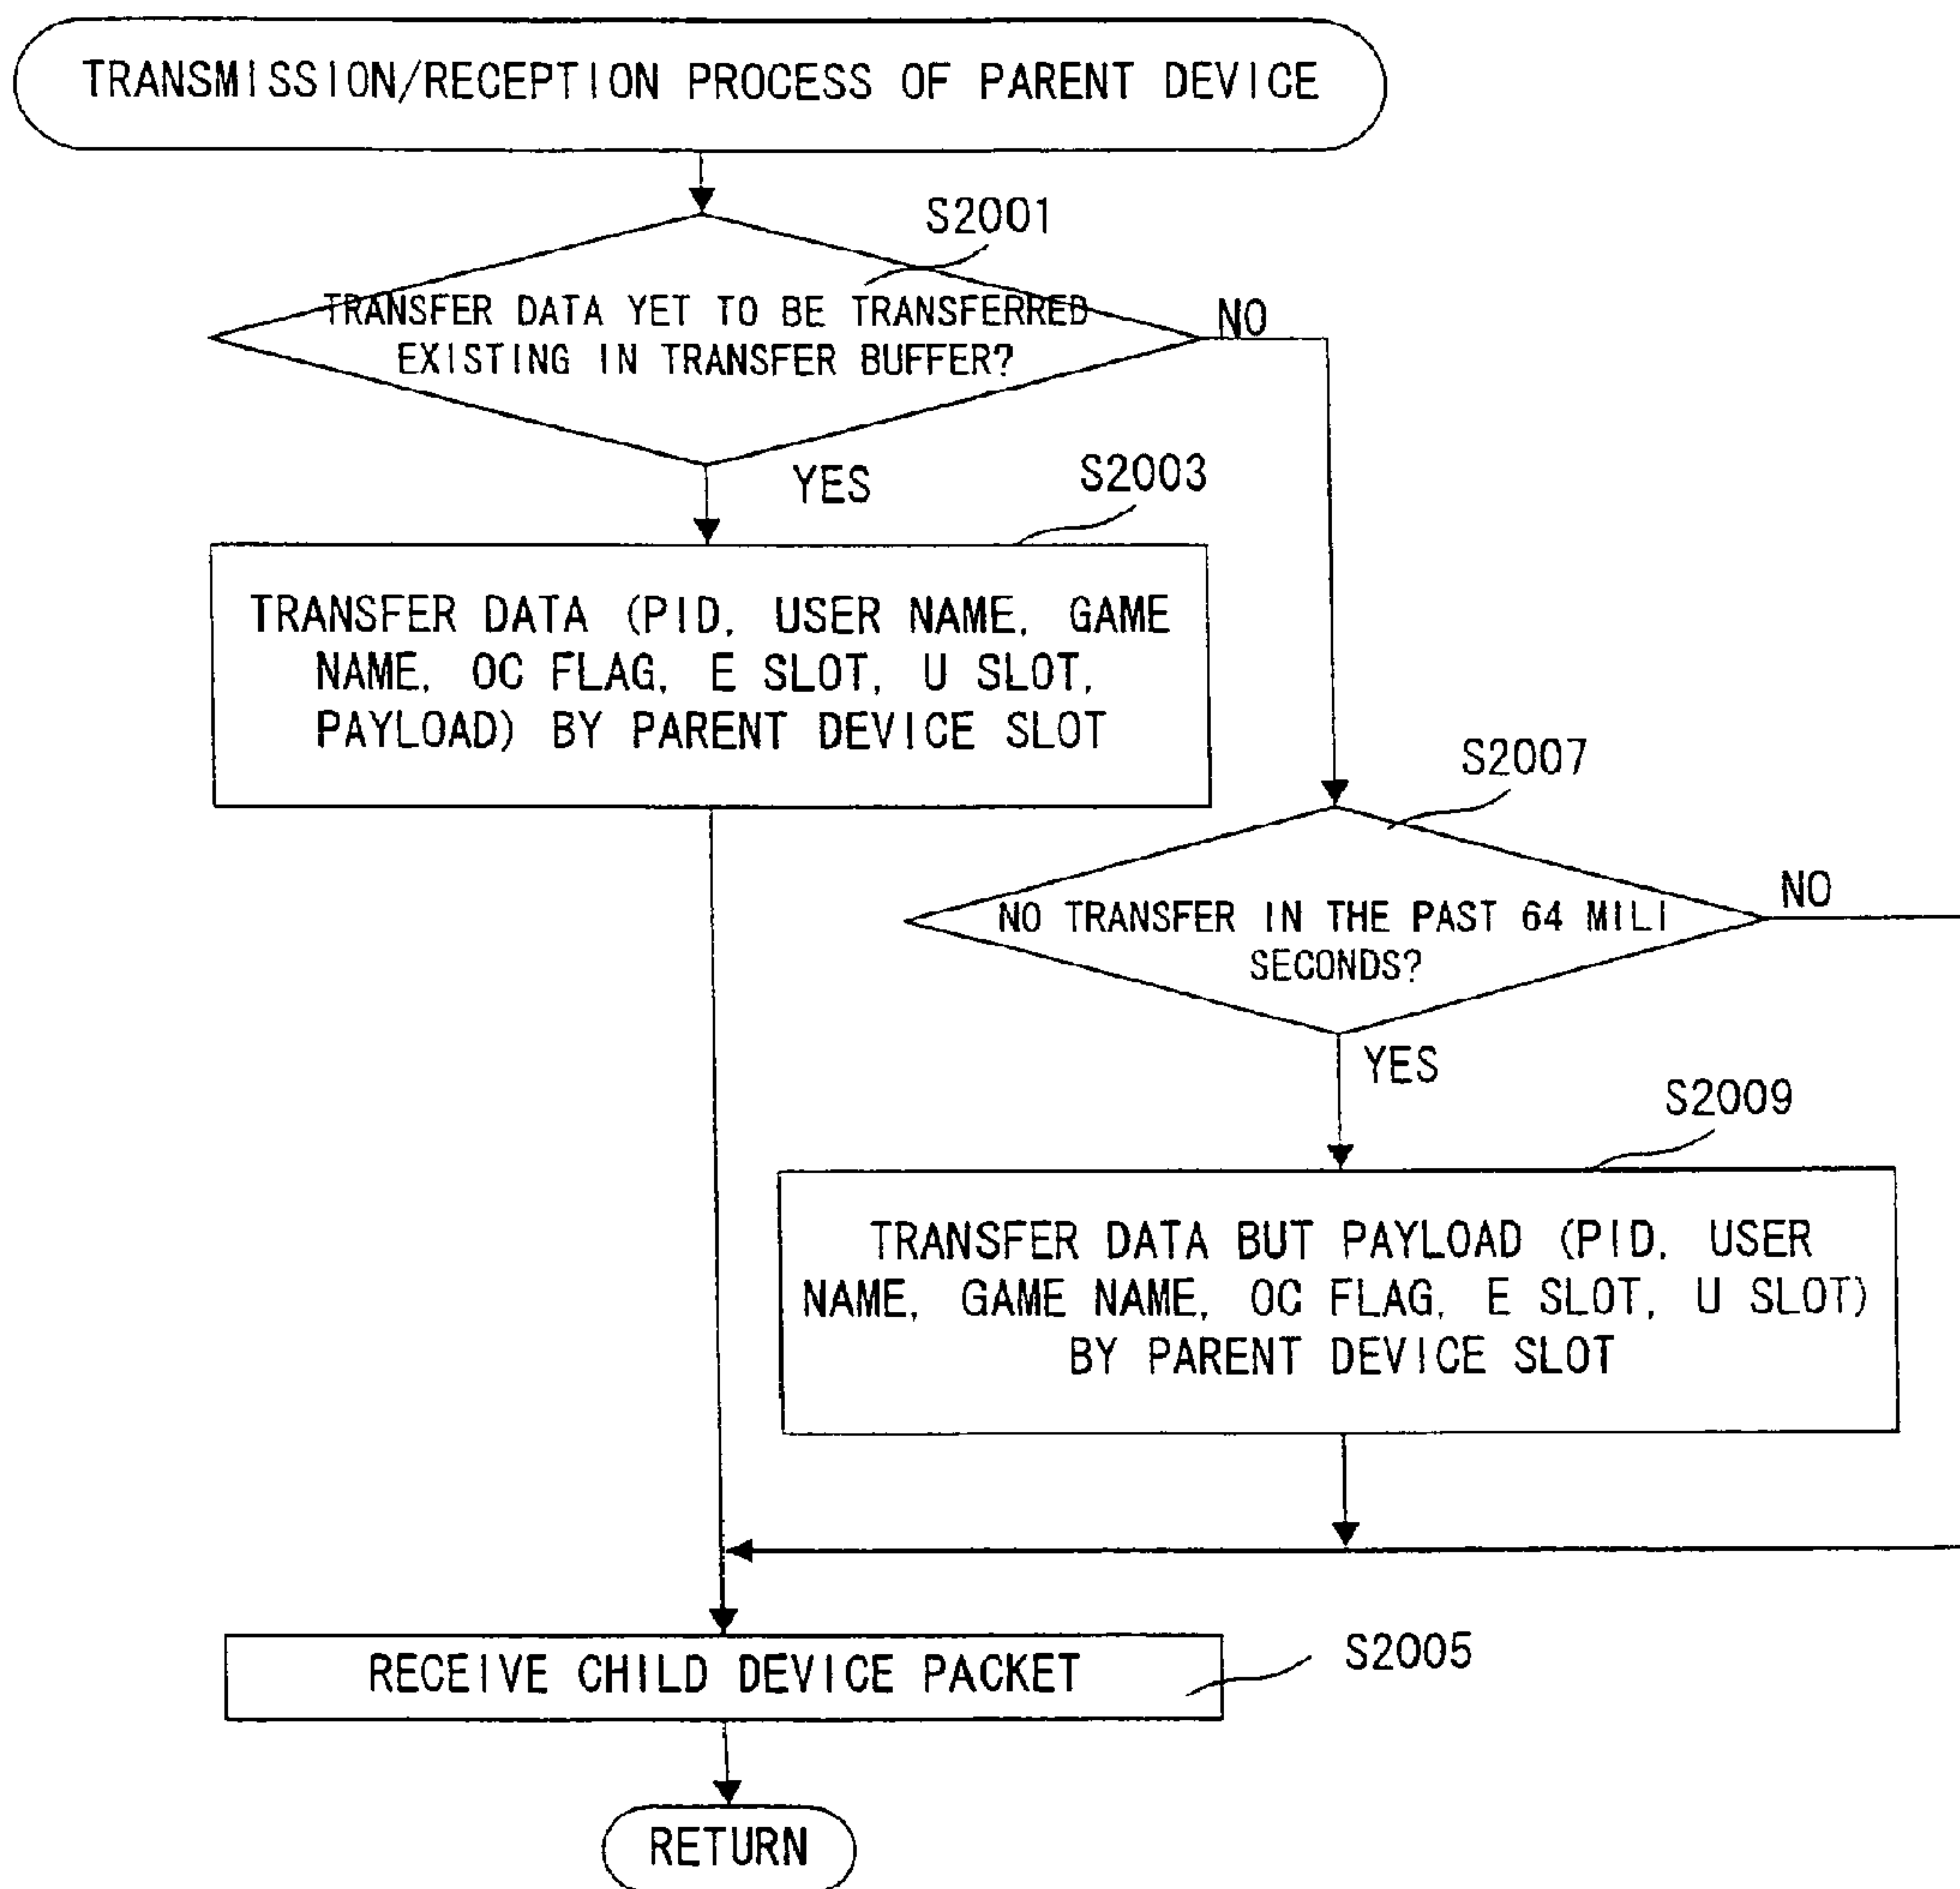 TRANSMISSION/RECEPTION PROCESS OF PARENT DEVICE
S2001
TRANSFER DATA YET TO BE TRANSFERRED
EXISTING IN TRANSFER BUFFER?
NO
YES
S2003
TRANSFER DATA (PID, USER NAME, GAME
NAME, OC FLAG, E SLOT, U SLOT,
PAYLOAD) BY PARENT DEVICE SLOT
S2007
NO TRANSFER IN THE PAST 64 MILI
SECONDS?
NO
YES
S2009
TRANSFER DATA BUT PAYLOAD (PID, USER
NAME, GAME NAME, OC FLAG, E SLOT, U SLOT)
BY PARENT DEVICE SLOT
RECEIVE CHILD DEVICE PACKET
S2005
RETURN